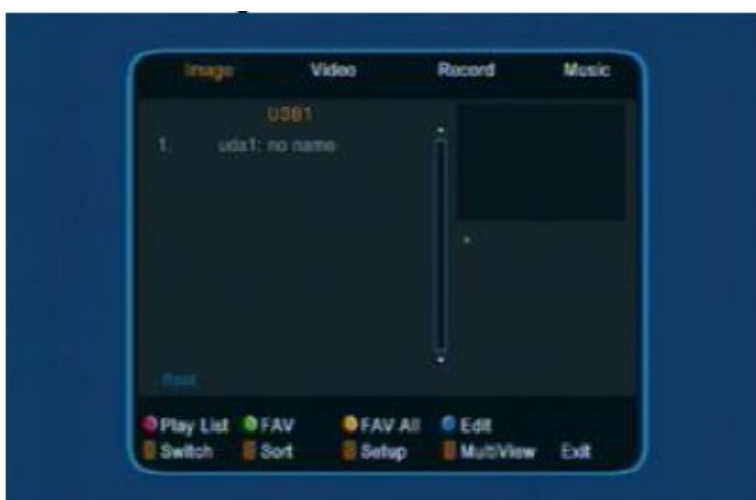 Image Video Record Music
USB1
1. uda1: no name
Root
Play List FAV FAV All Edit
Switch Sort Setup MultiView Exit